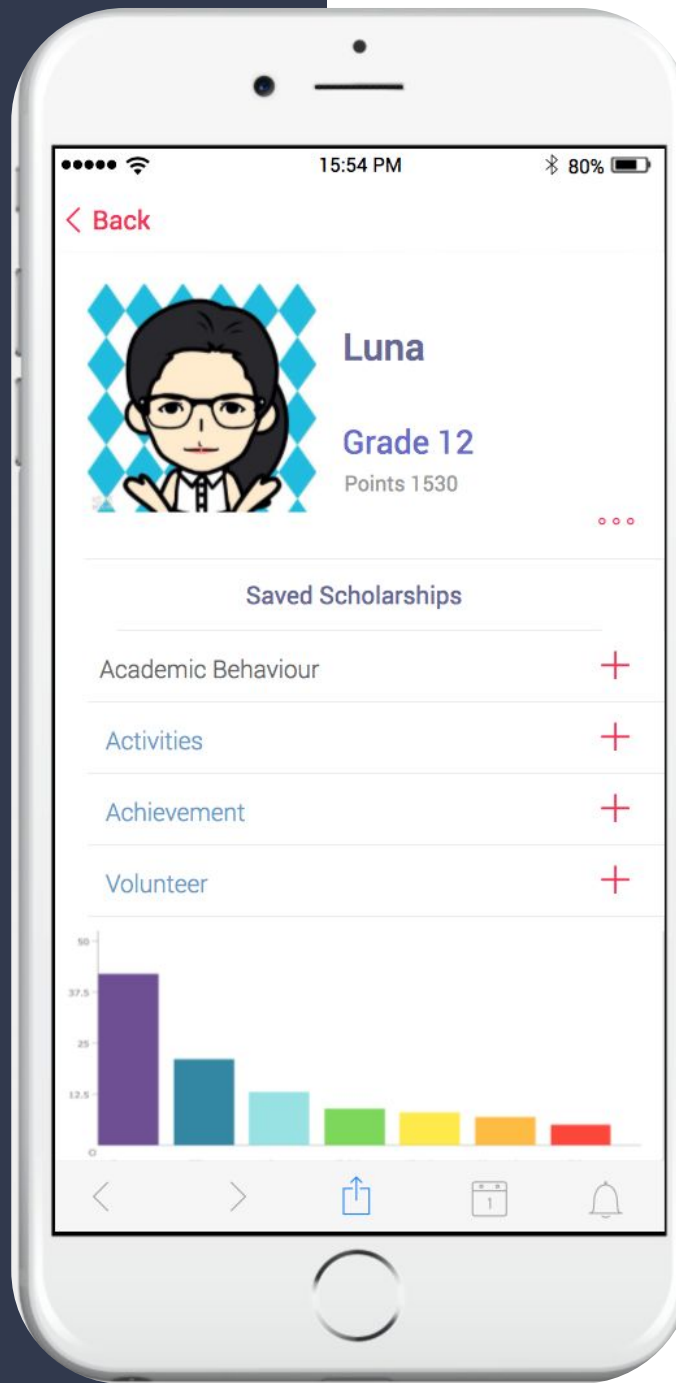 15:54 PM
80%
< Back
Luna
Grade 12
Points 1530
Saved Scholarships
Academic Behaviour
Activities
Achievement
Volunteer
50
37.5
25
12.5
0
1